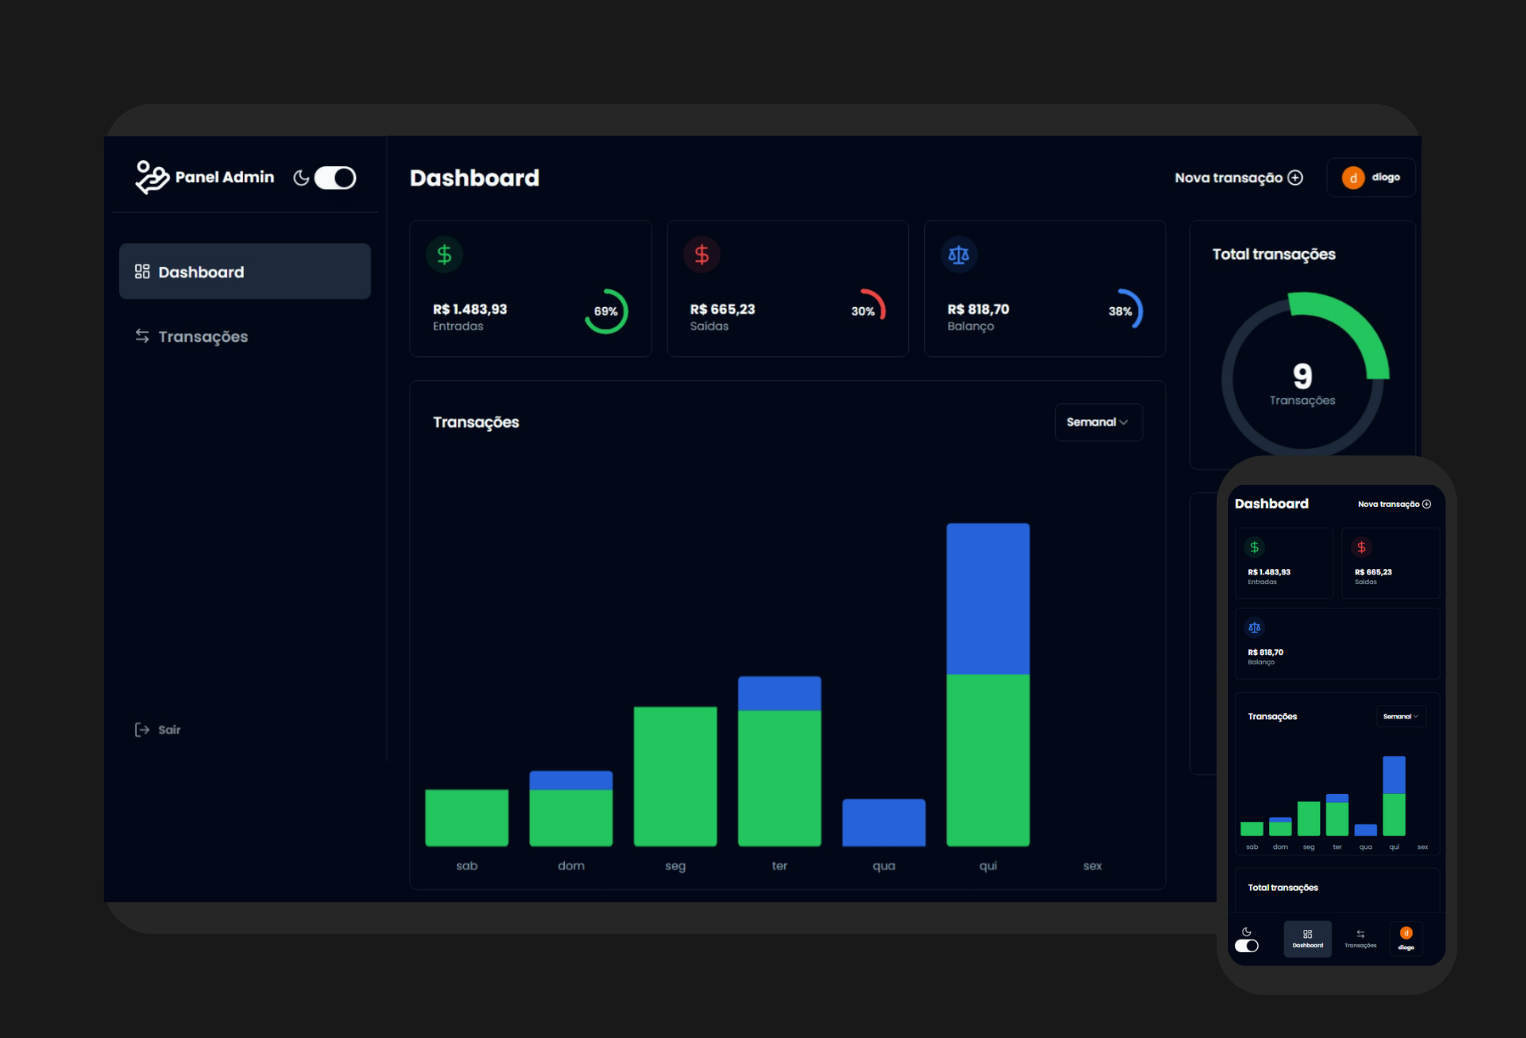 Panel Admin
Dashboard
Transações
Sair
Dashboard
Nova transação
d
diogo
R$ 1.483,93
Entradas
69%
R$ 665,23
Saídas
30%
R$ 818,70
Balanço
38%
Total transações
9
Transações
Transações
Semanal
sab
dom
seg
ter
qua
qui
sex
Dashboard
Nova transação
R$ 1.483,93
Entradas
R$ 665,23
Saídas
R$ 818,70
Balanço
Transações
Semanal
sab
dom
seg
ter
qua
qui
sex
Total transações
Dashboard
Transações
d
diogo